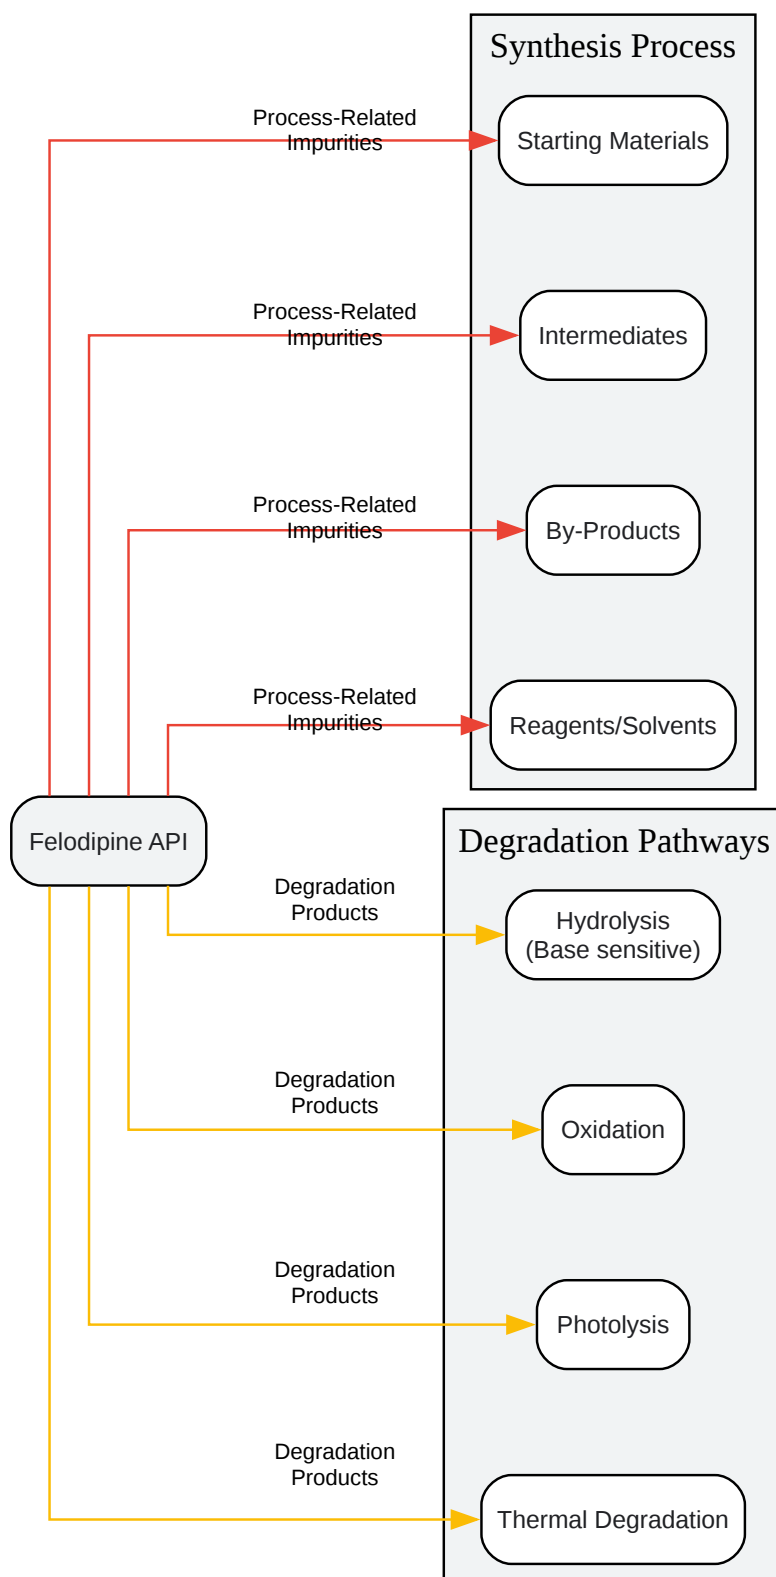 Synthesis Process
Process-Related
Impurities
Starting Materials
Process-Related
Impurities
Intermediates
Process-Related
Impurities
By-Products
Process-Related
Impurities
Reagents/Solvents
Felodipine API
Degradation Pathways
Degradation
Products
Hydrolysis
(Base sensitive)
Degradation
Products
Oxidation
Degradation
Products
Photolysis
Degradation
Products
Thermal Degradation